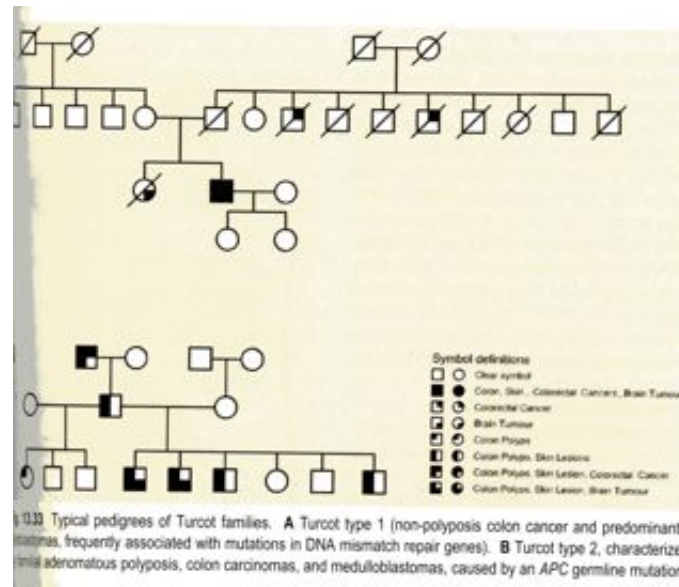 Symbol definitions
Clear symbol
Colon, Skin, Colorectal Cancers, Brain Tumour
Colorectal Cancer
Brain Tumour
Colon Polyps
Colon Polyps, Skin Lesions
Colon Polyps, Skin Lesion, Colorectal Cancer
Colon Polyps, Skin Lesion, Brain Tumour
13.33 Typical pedigrees of Turcot families. A Turcot type 1 (non-polyposis colon cancer and predominant
frequently associated with mutations in DNA mismatch repair genes). B Turcot type 2, characterize
adenomatous polyposis, colon carcinomas, and medulloblastomas, caused by an APC germline mutation